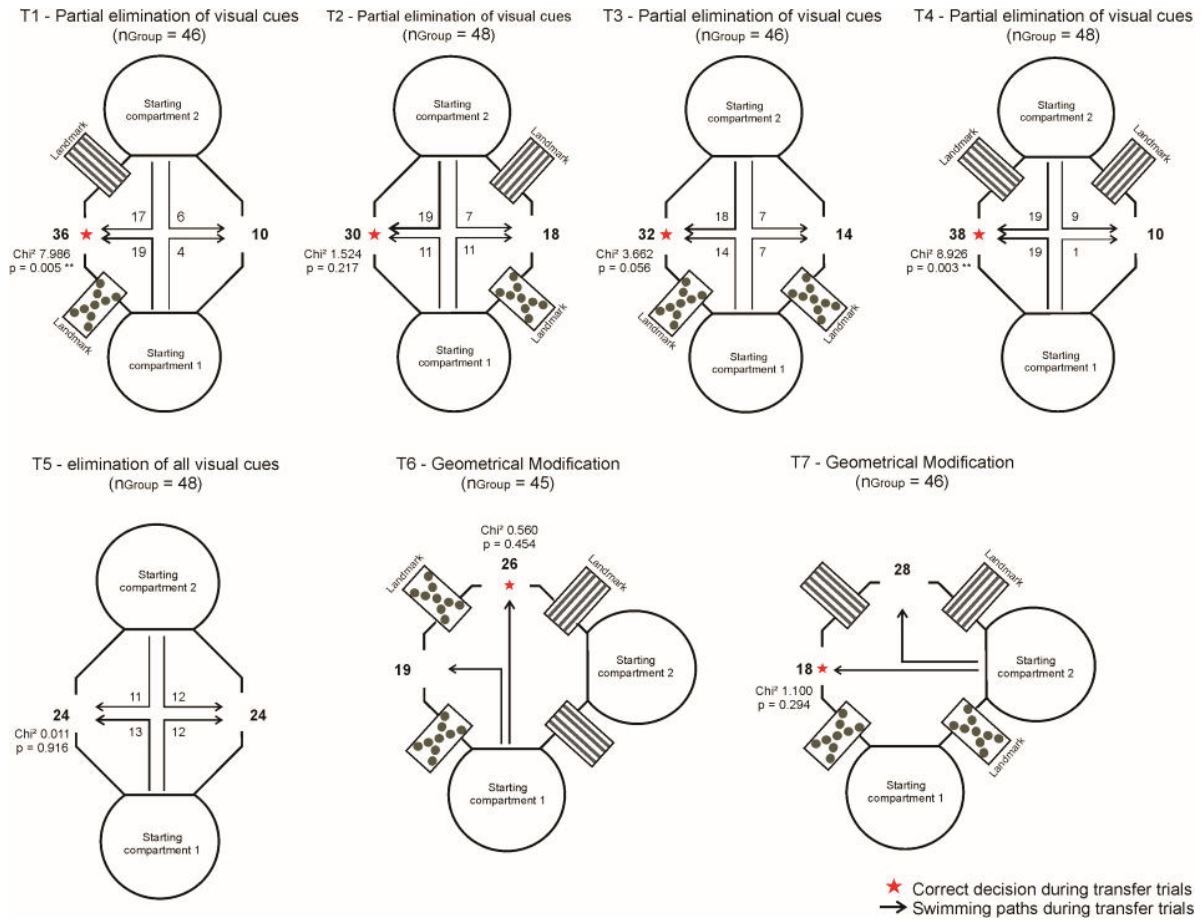 T1 - Partial elimination of visual cues
(nGroup = 46)
Starting
compartment 2
Landmark
17
6
36
10
Chi² 7.986
p = 0.005 **
19
4
Landmark
Starting
compartment 1
T2 - Partial elimination of visual cues
(nGroup = 48)
Starting
compartment 2
Landmark
19
7
30
18
Chi² 1.524
p = 0.217
11
11
Landmark
Starting
compartment 1
T3 - Partial elimination of visual cues
(nGroup = 46)
Starting
compartment 2
18
7
32
14
Chi² 3.662
p = 0.056
14
7
Landmark
Landmark
Starting
compartment 1
T4 - Partial elimination of visual cues
(nGroup = 48)
Starting
compartment 2
Landmark
Landmark
19
9
38
10
Chi² 8.926
p = 0.003 **
19
1
Starting
compartment 1
T5 - elimination of all visual cues
(nGroup = 48)
Starting
compartment 2
11
12
24
24
Chi² 0.011
p = 0.916
13
12
Starting
compartment 1
T6 - Geometrical Modification
(nGroup = 45)
Chi² 0.560
p = 0.454
26
Landmark
Landmark
19
Starting
compartment 2
Starting
compartment 1
T7 - Geometrical Modification
(nGroup = 46)
28
Landmark
18
Chi² 1.100
p = 0.294
Starting
compartment 2
Landmark
Starting
compartment 1
Correct decision during transfer trials
Swimming paths during transfer trials